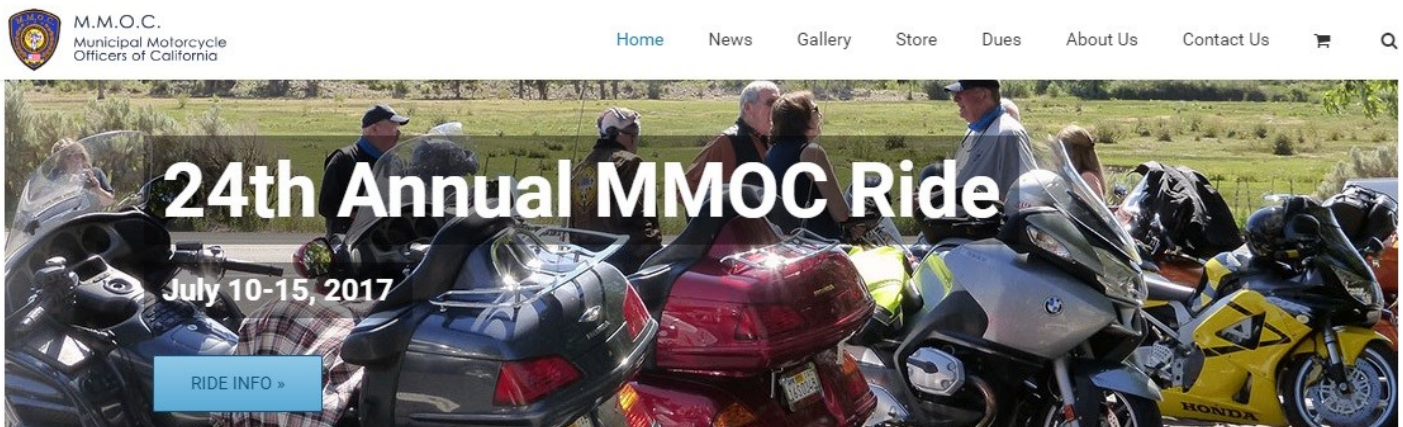 M.M.O.C.
Municipal Motorcycle
Officers of California
Home News Gallery Store Dues About Us Contact Us
24th Annual MMOC Ride
July 10-15, 2017
RIDE INFO »
HONDA